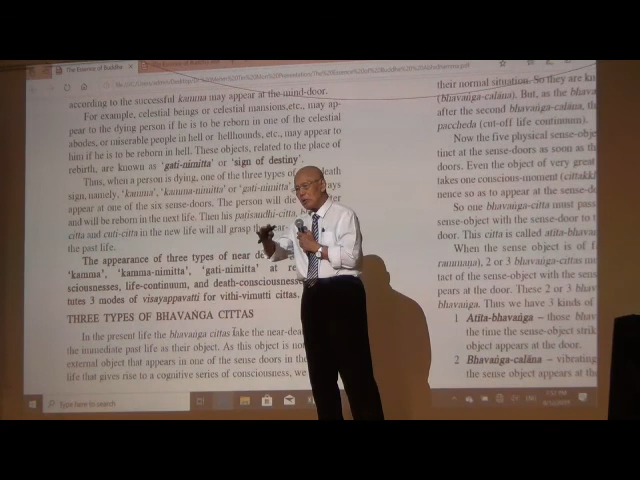 The Essence of Buddha
according to the successful kamma may appear at the mind-door.
For example, celestial beings or celestial mansions,etc., may ap-
pear to the dying person if he is to be reborn in one of the celestial
abodes, or miserable people in hell or hellhounds, etc., may appear to
him if he is to be reborn in hell. These objects, related to the place of
rebirth, are known as 'gati-nimitta' or 'sign of destiny'.
Thus, when a person is dying, one of the three types of
sign, namely, 'kamma', 'kamma-nimitta' or 'gati-nimitta'
appear at one of the six sense-doors. The person will die
and will be reborn in the next life. Then his paṭisandhi-citta,
citta and cuti-citta in the new life will all grasp the
the past life.
The appearance of three types of near
'kamma', 'kamma-nimitta', 'gati-nimitta' at
sciousnesses, life-continuum, and death-consciousness
tutes 3 modes of visayappavatti for vithi-vimutti cittas.
THREE TYPES OF BHAVAṄGA CITTAS
In the present life the bhavaṅga cittas take the near-dea
the immediate past life as their object. As this object is not
external object that appears in one of the sense doors in the
life that gives rise to a cognitive series of consciousness, we
their normal situation. So they are kn
(bhavaṅga-calāna). But, as the bhava
after the second bhavaṅga-calāna, th
paccheda (cut-off life continuum).
Now the five physical sense-obj
tinct at the sense-doors as soon as th
doors. Even the object of very great
takes one conscious-moment (cittakkh
nence so as to appear at the sense-d
So one bhavaṅga citta must pass
sense-object with the sense-door to t
door. This citta is called atīta-bhava
When the sense object is of f
rammaṇa), 2 or 3 bhavaṅga-cittas mu
tact of the sense-object with the sens
pears at the door. These 2 or 3 bhava
bhavaṅga. Thus we have 3 kinds of
1 Atīta-bhavaṅga – those bhav
the time the sense-object strik
object appears at the door.
2 Bhavaṅga-calāna – vibrating
the sense object appears at the
Type here to search